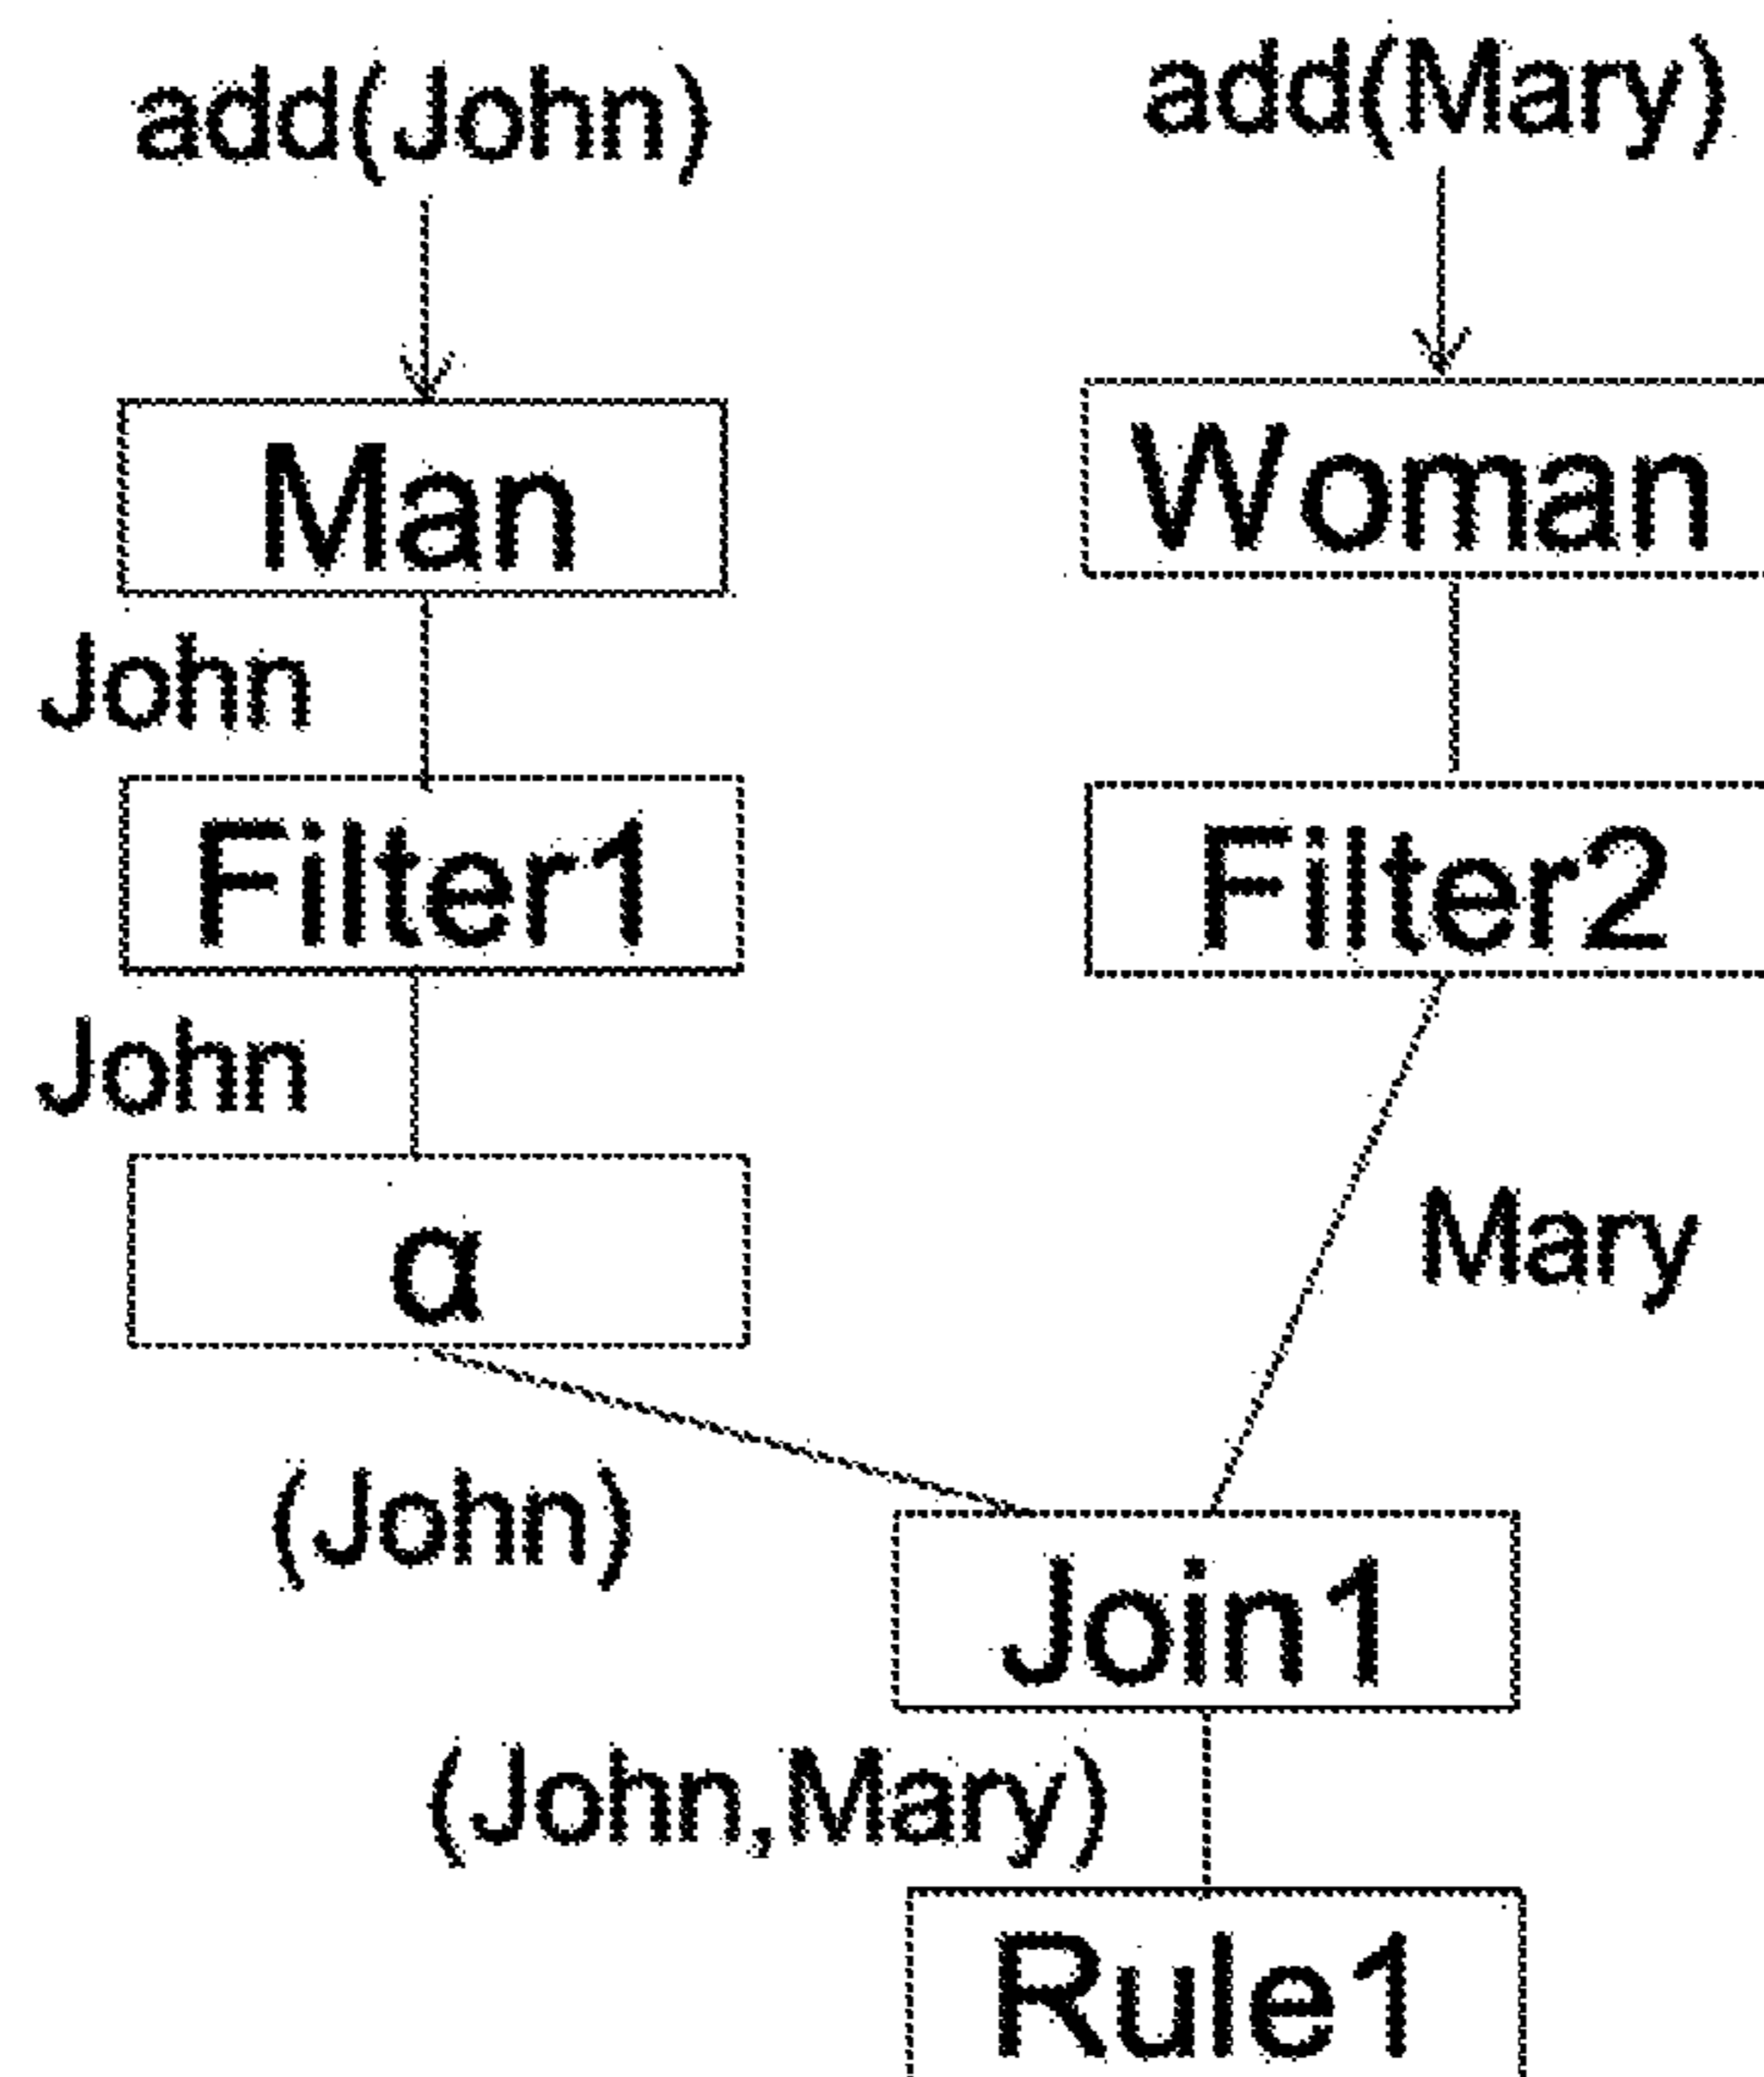 add(John)
add(Mary)
Man
Woman
John
Filter1
Filter2
John
α
Mary
(John)
Join1
(John,Mary)
Rule1